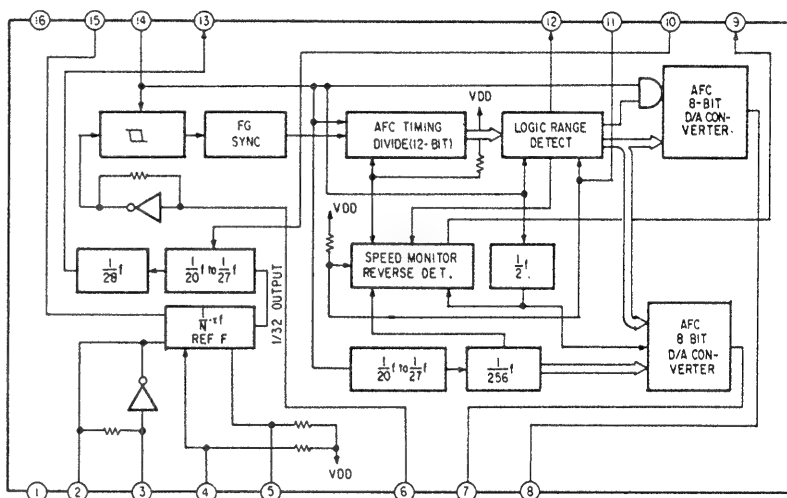 16 15 14 13 12 11 10 9
VDD
AFC
8-BIT
D/A CON-
VERTER.
FG
SYNC
AFC TIMING
DIVIDE(12-BIT)
LOGIC RANGE
DETECT
VDD
SPEED MONITOR
REVERSE DET.
1/2 f.
1/28 f
1/20 f to 1/27 f
1/32 OUTPUT
1/N · xf
REF F
AFC
8 BIT
D/A CON-
VERTER
1/20 f to 1/27 f
1/256 f
VDD
1 2 3 4 5 6 7 8